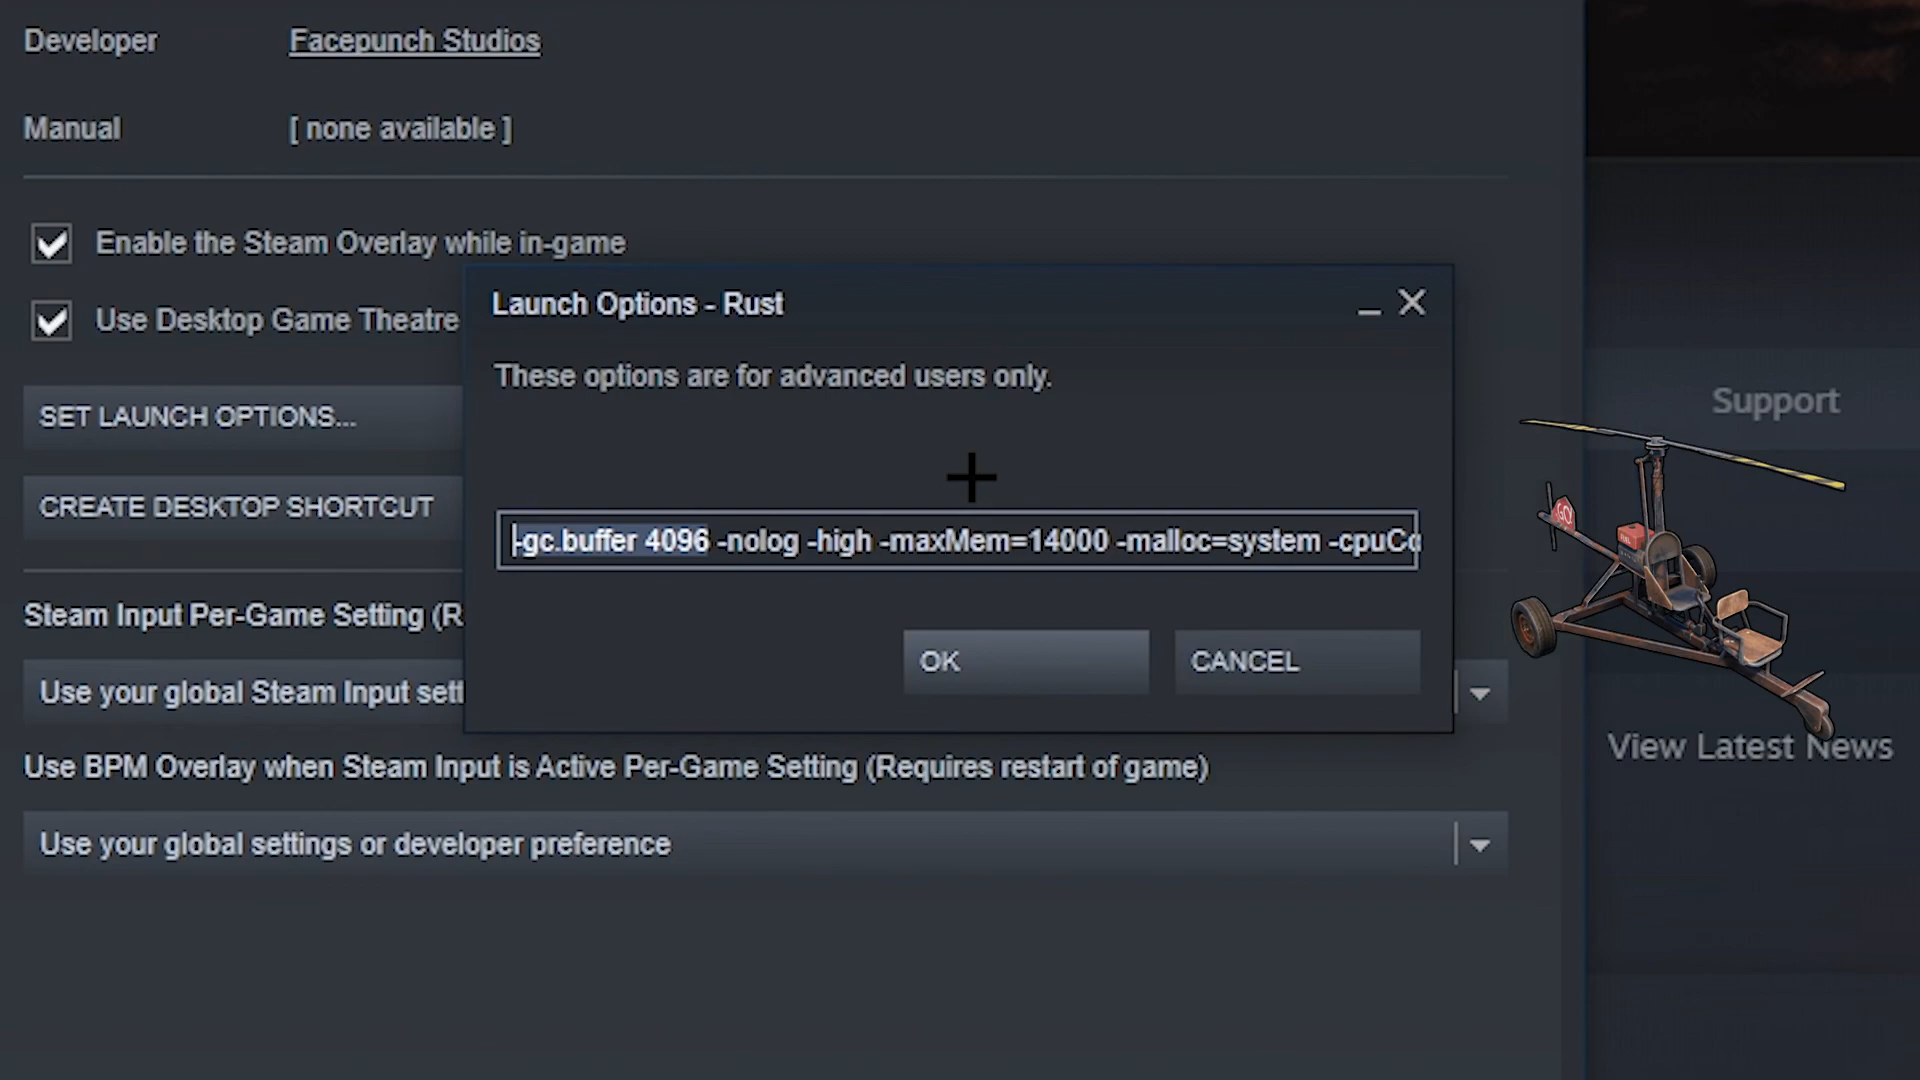 Developer Facepunch Studios
Manual [ none available ]
Enable the Steam Overlay while in-game
Use Desktop Game Theatre
SET LAUNCH OPTIONS...
CREATE DESKTOP SHORTCUT
Steam Input Per-Game Setting (R
Use your global Steam Input sett
Launch Options - Rust
These options are for advanced users only.
-gc.buffer 4096 -nolog -high -maxMem=14000 -malloc=system -cpuCo
OK CANCEL
Use BPM Overlay when Steam Input is Active Per-Game Setting (Requires restart of game)
Use your global settings or developer preference
Support
GO
View Latest News